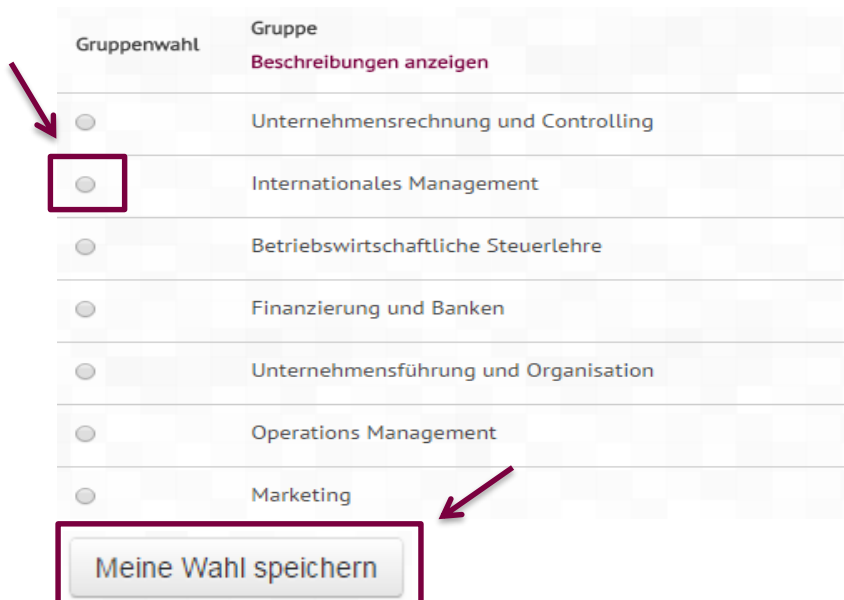 Gruppenwahl
Gruppe
Beschreibungen anzeigen
Unternehmensrechnung und Controlling
Internationales Management
Betriebswirtschaftliche Steuerlehre
Finanzierung und Banken
Unternehmensführung und Organisation
Operations Management
Marketing
Meine Wahl speichern